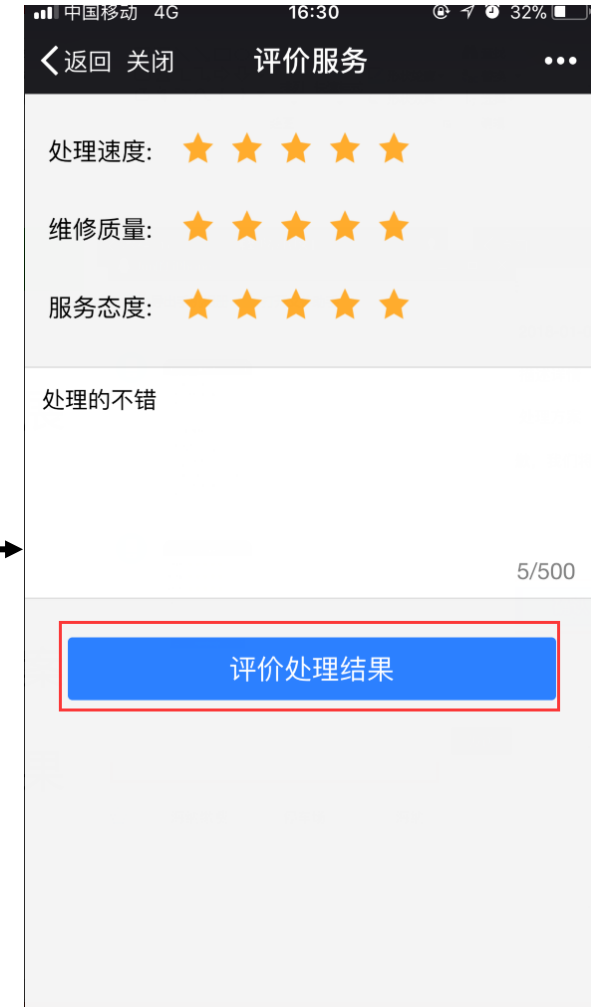 中国移动 4G 16:30 32%
返回 关闭 评价服务
处理速度:
维修质量:
服务态度:
处理的不错
5/500
评价处理结果